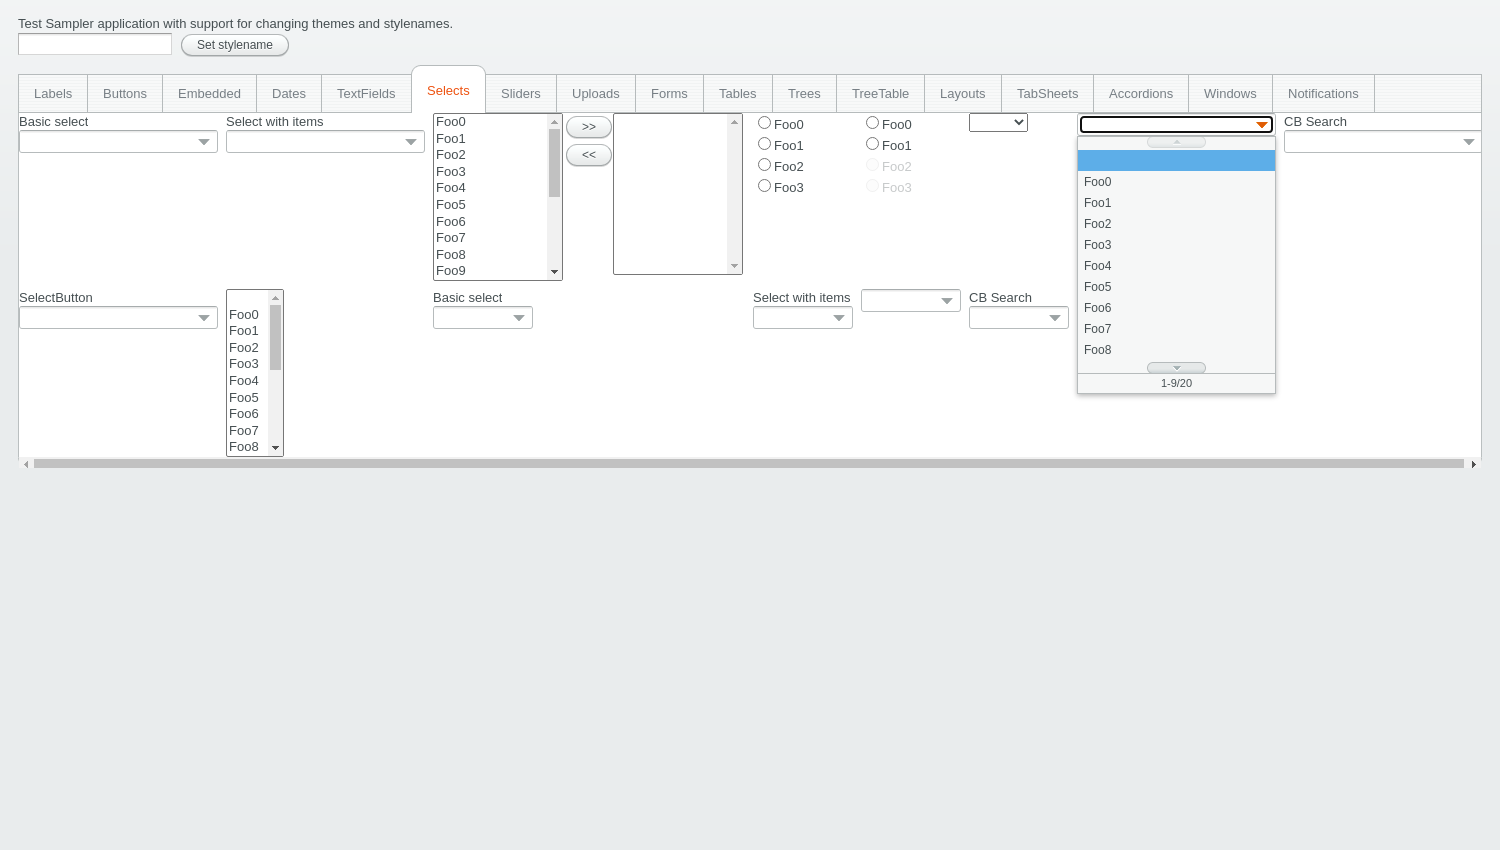 Test Sampler application with support for changing themes and stylenames.
Set stylename
Labels
Buttons
Embedded
Dates
TextFields
Selects
Sliders
Uploads
Forms
Tables
Trees
TreeTable
Layouts
TabSheets
Accordions
Windows
Notifications
Basic select
Select with items
Foo0
Foo1
Foo2
Foo3
Foo4
Foo5
Foo6
Foo7
Foo8
Foo9
>>
<<
Foo0
Foo1
Foo2
Foo3
Foo0
Foo1
Foo2
Foo3
Foo0
Foo1
Foo2
Foo3
Foo4
Foo5
Foo6
Foo7
Foo8
1-9/20
CB Search
SelectButton
Foo0
Foo1
Foo2
Foo3
Foo4
Foo5
Foo6
Foo7
Foo8
Basic select
Select with items
CB Search